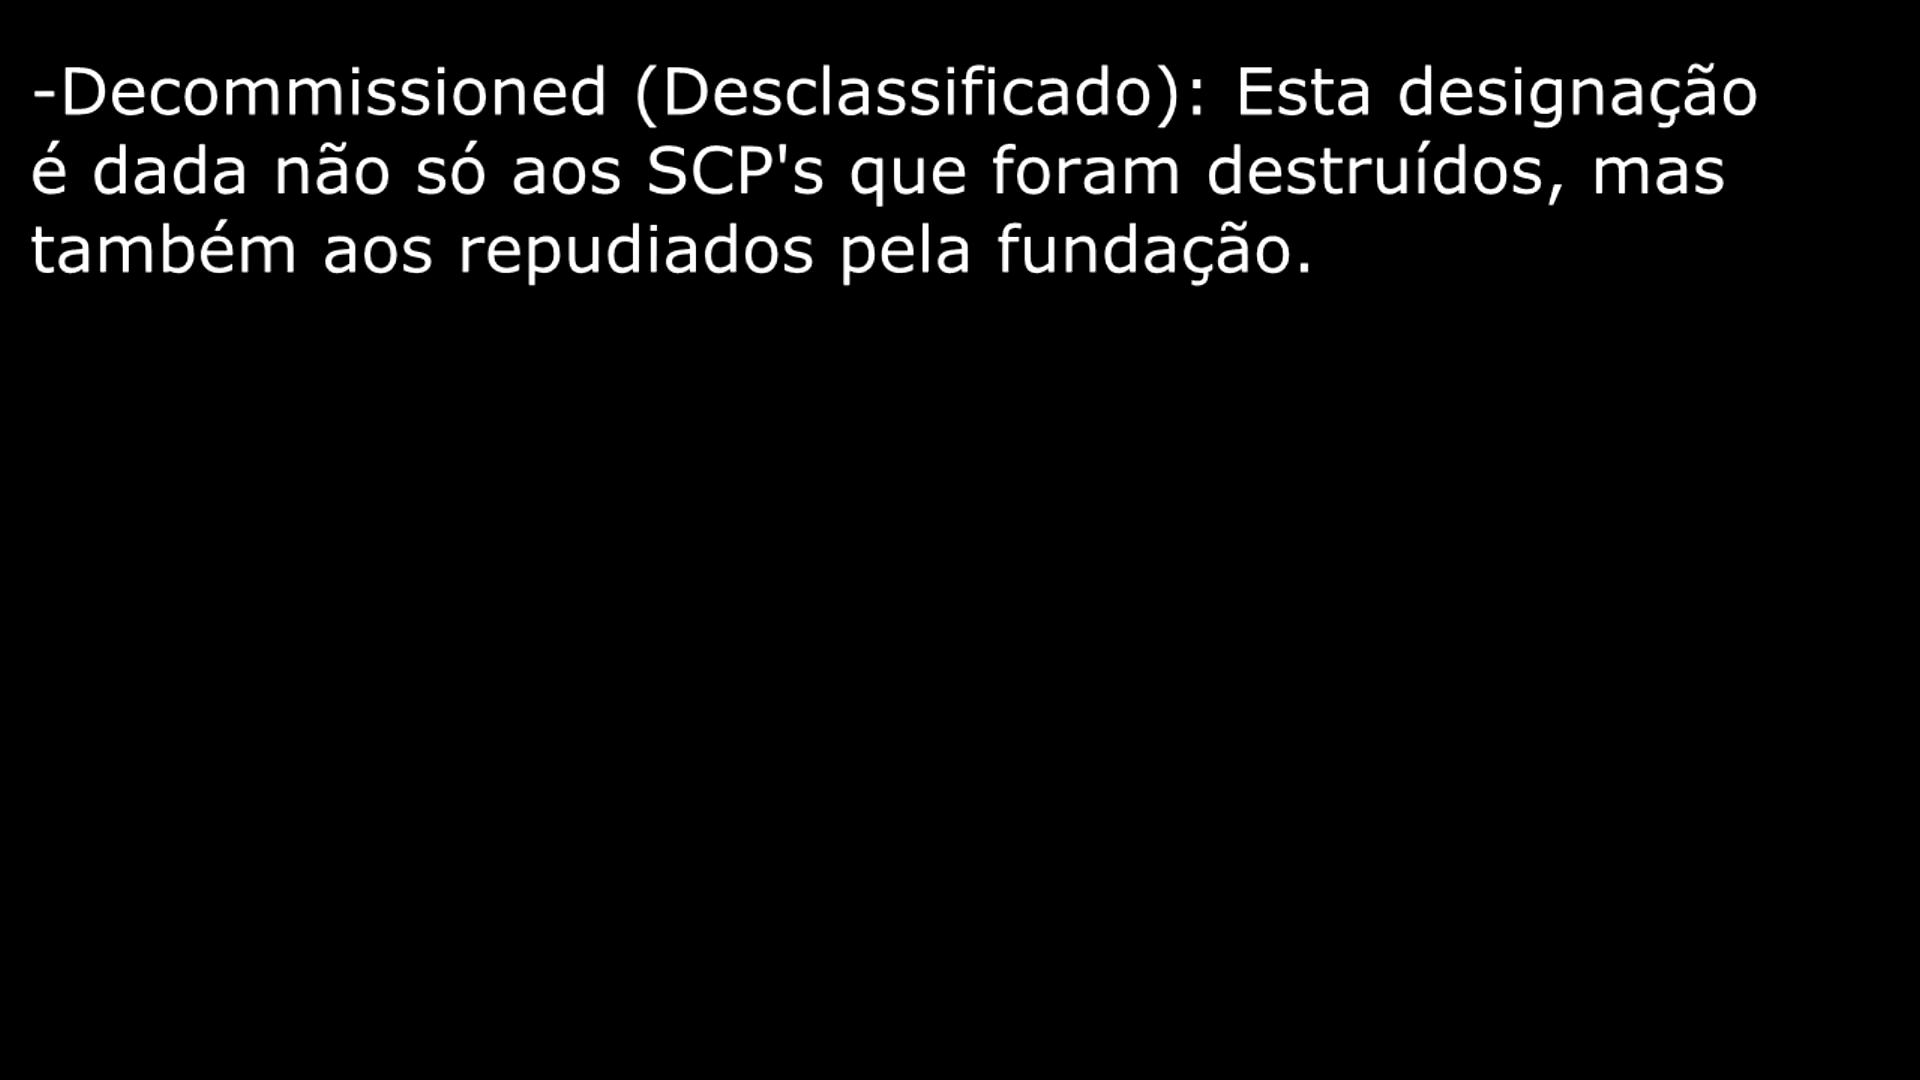 -Decommissioned (Desclassificado): Esta designação
é dada não só aos SCP's que foram destruídos, mas
também aos repudiados pela fundação.